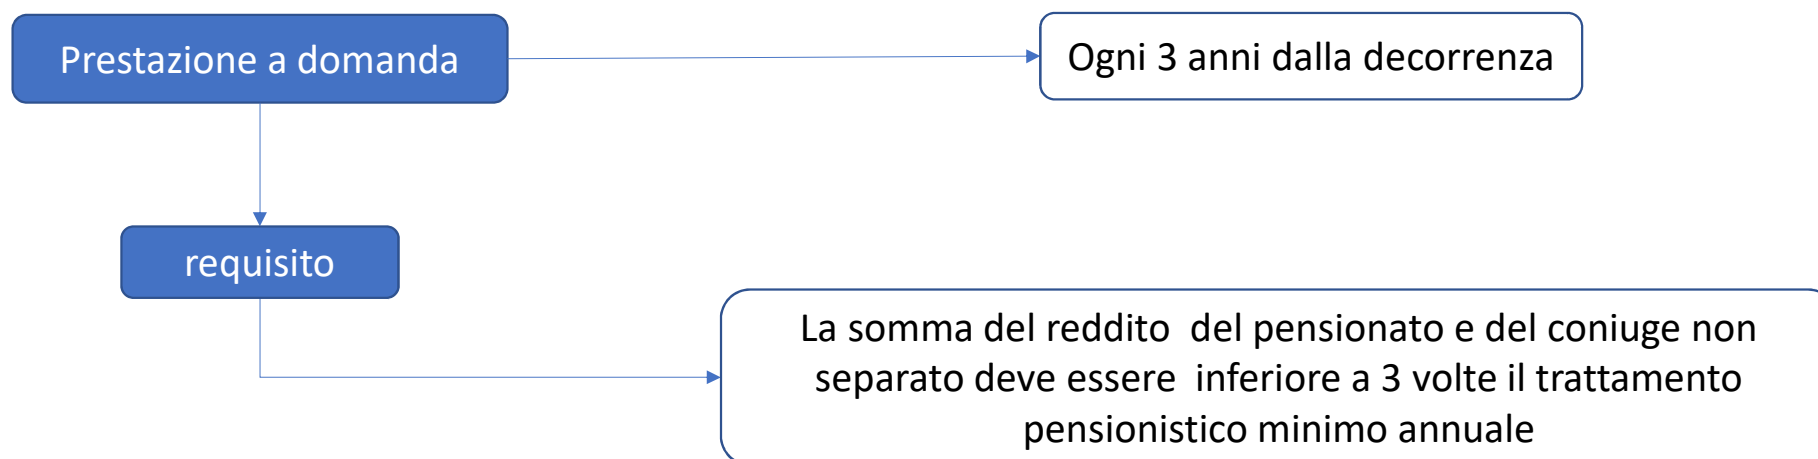 Prestazione a domanda
Ogni 3 anni dalla decorrenza
requisito
La somma del reddito  del pensionato e del coniuge non
separato deve essere  inferiore a 3 volte il trattamento
pensionistico minimo annuale